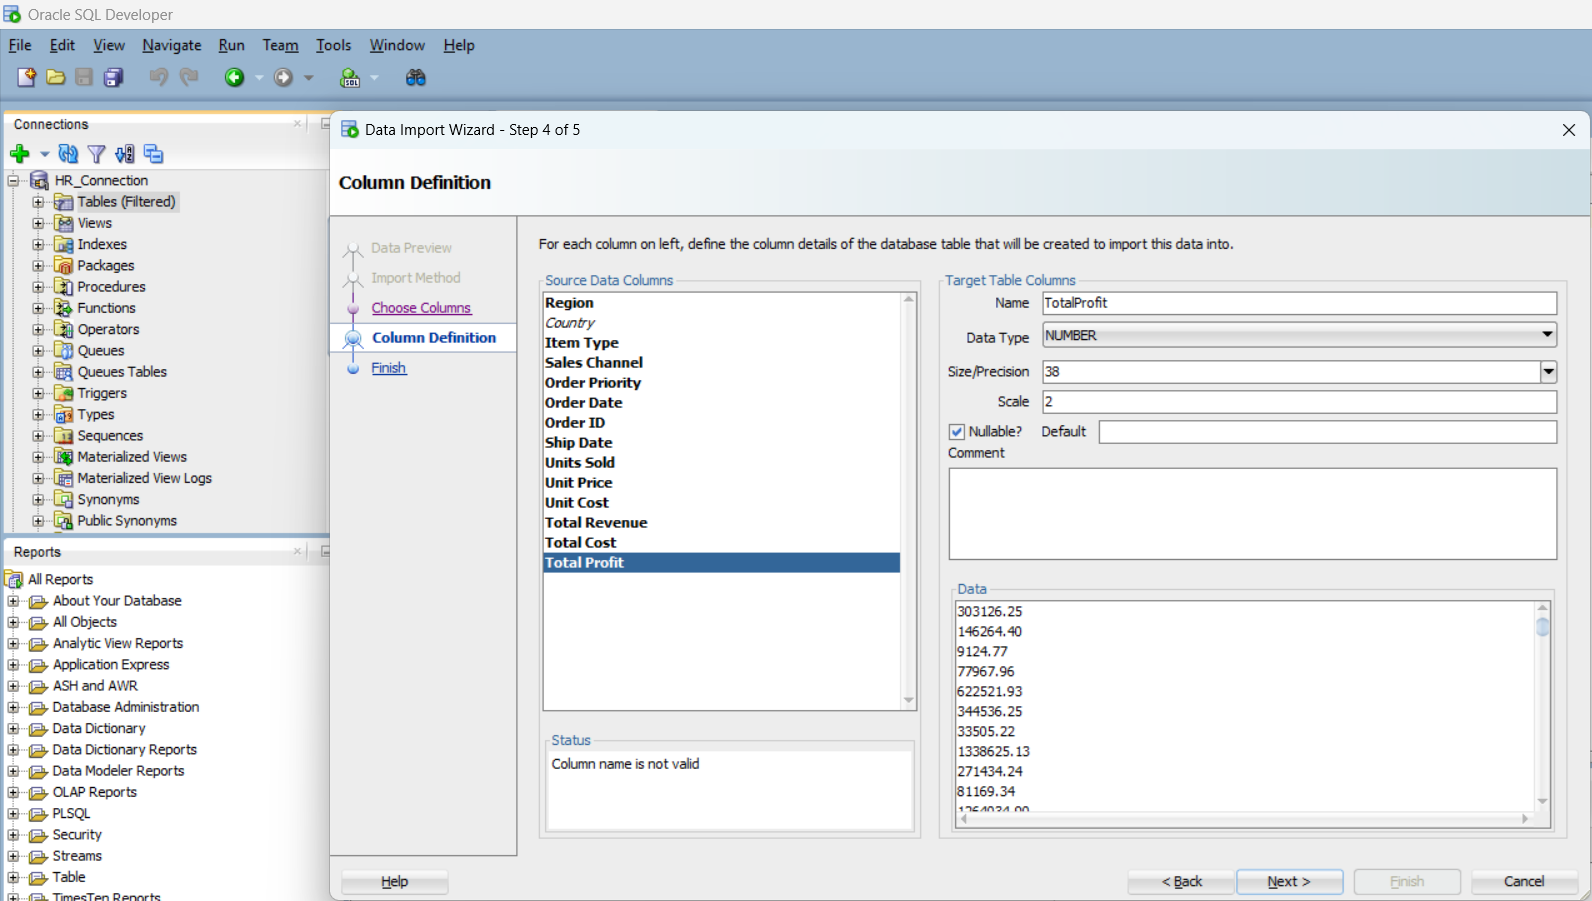 Oracle SQL Developer
File Edit View Navigate Run Team Tools Window Help
Connections
HR_Connection
Tables (Filtered)
Views
Indexes
Packages
Procedures
Functions
Operators
Queues
Queues Tables
Triggers
Types
Sequences
Materialized Views
Materialized View Logs
Synonyms
Public Synonyms
Reports
All Reports
About Your Database
All Objects
Analytic View Reports
Application Express
ASH and AWR
Database Administration
Data Dictionary
Data Dictionary Reports
Data Modeler Reports
OLAP Reports
PLSQL
Security
Streams
Table
TimesTen Reports
Data Import Wizard - Step 4 of 5
Column Definition
Data Preview
Import Method
Choose Columns
Column Definition
Finish
For each column on left, define the column details of the database table that will be created to import this data into.
Source Data Columns
Region
Country
Item Type
Sales Channel
Order Priority
Order Date
Order ID
Ship Date
Units Sold
Unit Price
Unit Cost
Total Revenue
Total Cost
Total Profit
Status
Column name is not valid
Target Table Columns
Name TotalProfit
Data Type NUMBER
Size/Precision 38
Scale 2
Nullable? Default
Comment
Data
303126.25
146264.40
9124.77
77967.96
622521.93
344536.25
33505.22
1338625.13
271434.24
81169.34
Help < Back Next > Finish Cancel